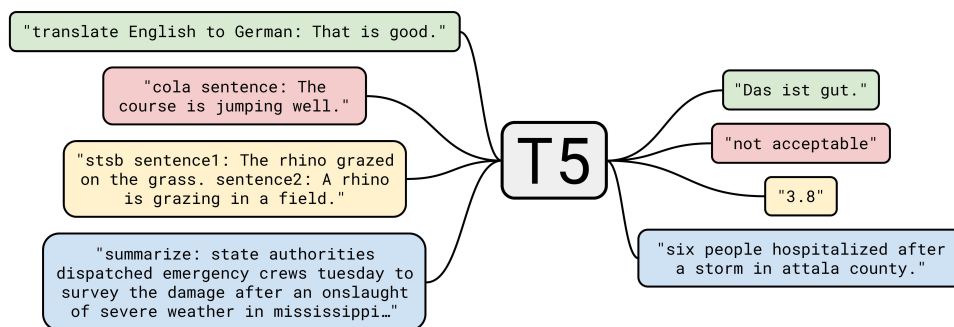 "translate English to German: That is good."
"cola sentence: The
course is jumping well."
"stsb sentence1: The rhino grazed
on the grass. sentence2: A rhino
is grazing in a field."
"summarize: state authorities
dispatched emergency crews tuesday to
survey the damage after an onslaught
of severe weather in mississippi…"
T5
"Das ist gut."
"not acceptable"
"3.8"
"six people hospitalized after
a storm in attala county."